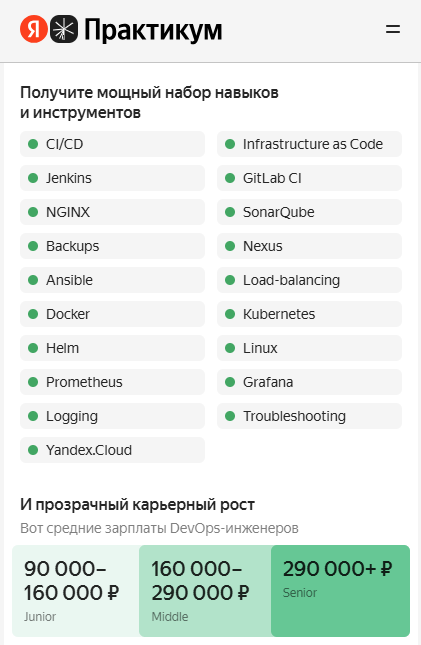 Я Практикум
Получите мощный набор навыков
и инструментов
CI/CD
Infrastructure as Code
Jenkins
GitLab CI
NGINX
SonarQube
Backups
Nexus
Ansible
Load-balancing
Docker
Kubernetes
Helm
Linux
Prometheus
Grafana
Logging
Troubleshooting
Yandex.Cloud
И прозрачный карьерный рост
Вот средние зарплаты DevOps-инженеров
90 000–
160 000 ₽
Junior
160 000–
290 000 ₽
Middle
290 000+ ₽
Senior